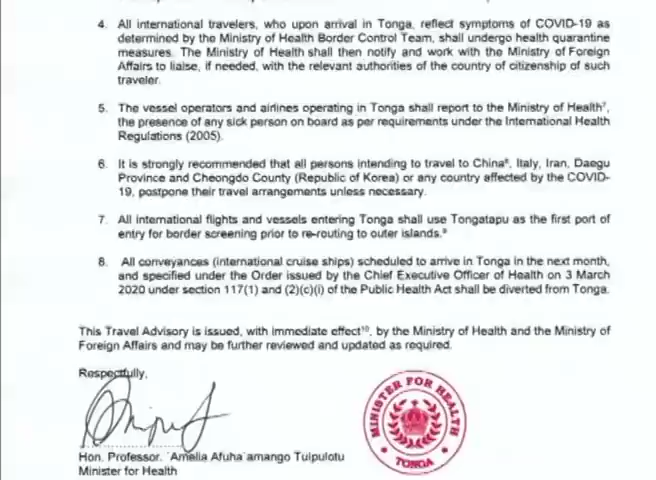 4. All international travelers, who upon arrival in Tonga, reflect symptoms of COVID-19 as
determined by the Ministry of Health Border Control Team, shall undergo health quarantine
measures. The Ministry of Health shall then notify and work with the Ministry of Foreign
Affairs to liaise, if needed, with the relevant authorities of the country of citizenship of such
traveler.
5. The vessel operators and airlines operating in Tonga shall report to the Ministry of Health⁷,
the presence of any sick person on board as per requirements under the International Health
Regulations (2005).
6. It is strongly recommended that all persons intending to travel to China⁸, Italy, Iran, Daegu
Province and Cheongdo County (Republic of Korea) or any country affected by the COVID-
19, postpone their travel arrangements unless necessary.
7. All international flights and vessels entering Tonga shall use Tongatapu as the first port of
entry for border screening prior to re-routing to outer islands.⁹
8. All conveyances (international cruise ships) scheduled to arrive in Tonga in the next month,
and specified under the Order issued by the Chief Executive Officer of Health on 3 March
2020 under section 117(1) and (2)(c)(i) of the Public Health Act shall be diverted from Tonga.
This Travel Advisory is issued, with immediate effect¹⁰, by the Ministry of Health and the Ministry of
Foreign Affairs and may be further reviewed and updated as required.
Respectfully,
Hon. Professor. 'Amelia Afuha'amango Tuipulotu
Minister for Health
MINISTER FOR HEALTH
TONGA